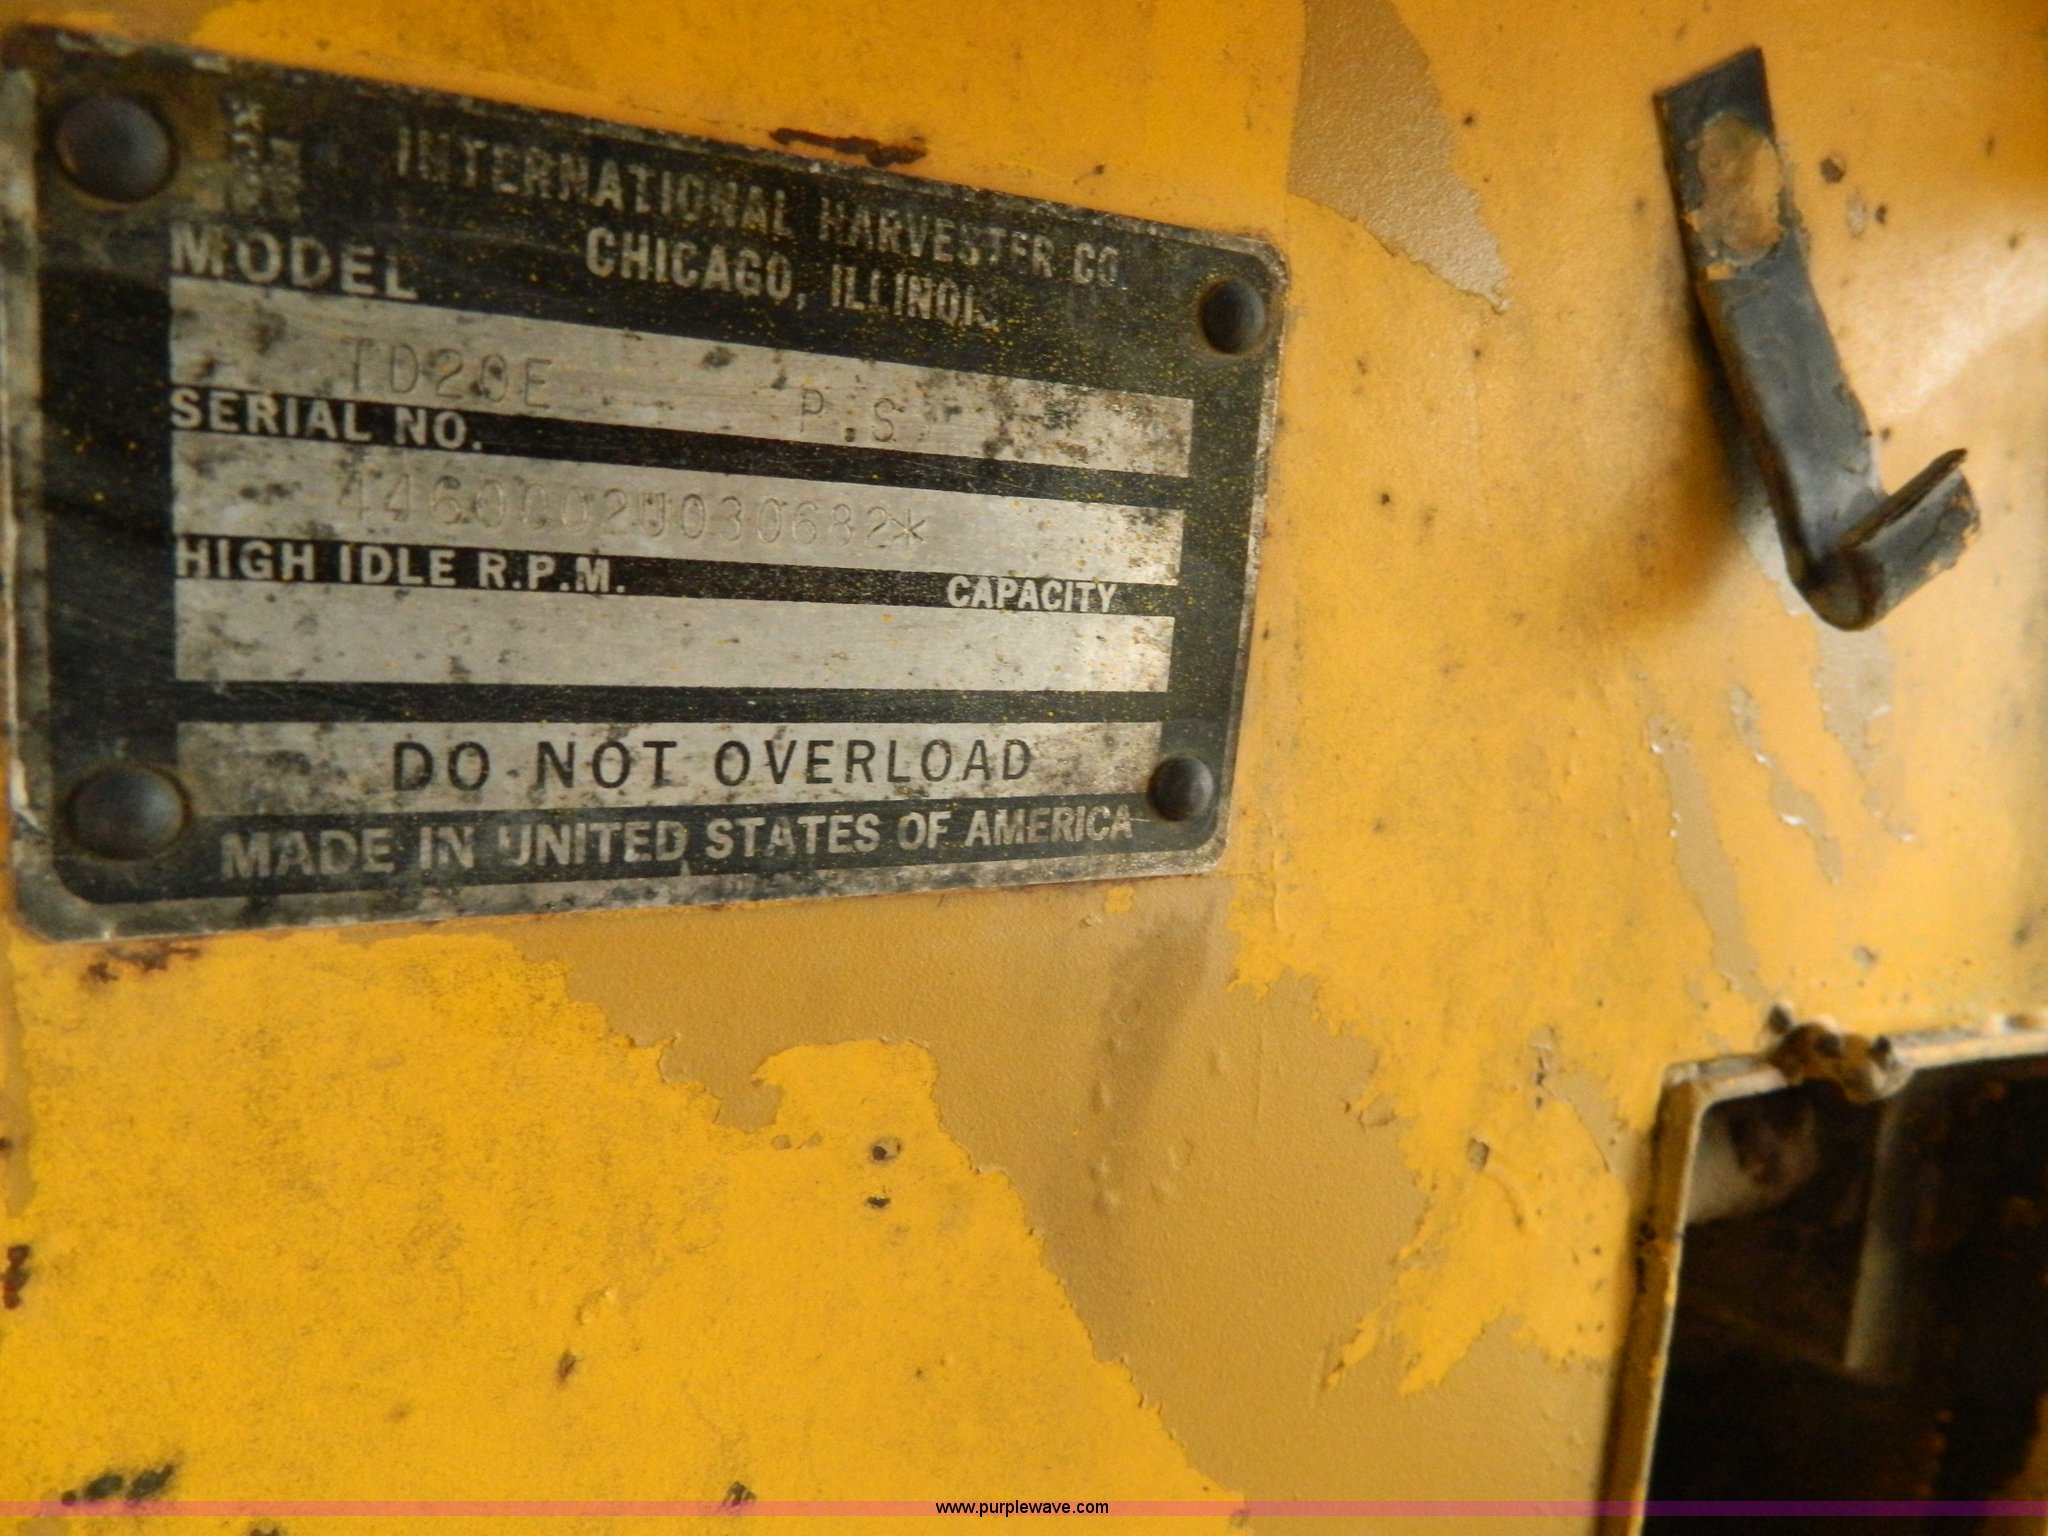 INTERNATIONAL HARVESTER CO.
CHICAGO, ILLINOIS
MODEL
TD20E P.S
SERIAL NO.
4460002U030682*
HIGH IDLE R.P.M. CAPACITY
DO NOT OVERLOAD
MADE IN UNITED STATES OF AMERICA
www.purplewave.com